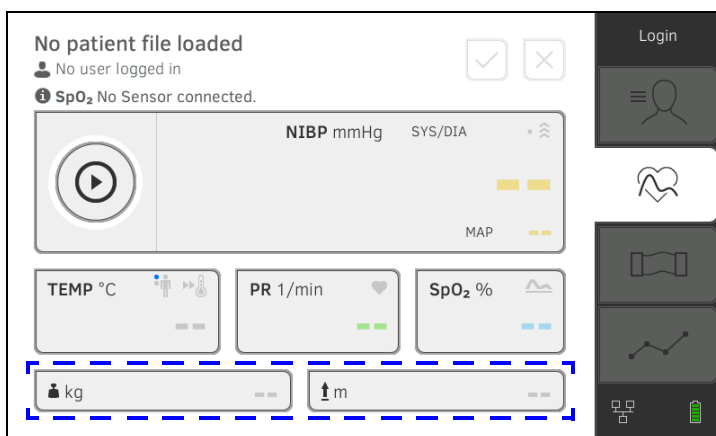 No patient file loaded
No user logged in
SpO₂ No Sensor connected.
NIBP mmHg SYS/DIA
-- 
MAP --
TEMP °C
--
PR 1/min
--
SpO₂ %
--
kg --
m --
Login